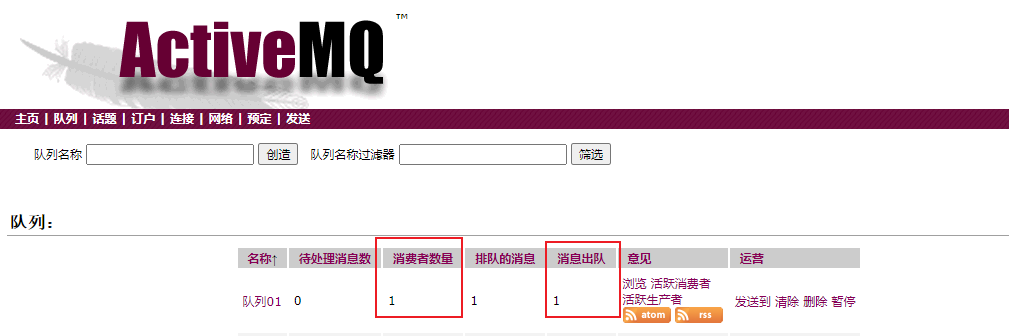 ActiveMQ™
主页 | 队列 | 话题 | 订户 | 连接 | 网络 | 预定 | 发送
队列名称 创造 队列名称过滤器 筛选
队列：
名称↑ 待处理消息数 消费者数量 排队的消息 消息出队 意见 运营
队列01 0 1 1 1 浏览 活跃消费者 发送到 清除 删除 暂停
活跃生产者
atom rss